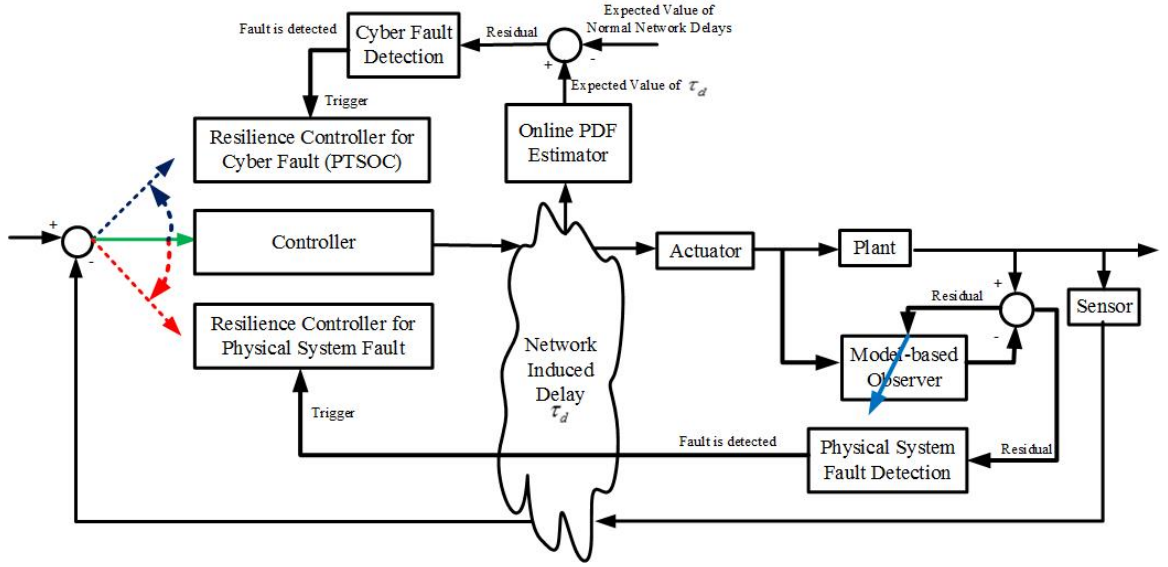 Expected Value of
Normal Network Delays
Fault is detected
Cyber Fault
Detection
Residual
+
-
Expected Value of τd
Trigger
Resilience Controller for
Cyber Fault (PTSOC)
Online PDF
Estimator
+
-
Controller
Actuator
Plant
Resilience Controller for
Physical System Fault
Residual
+
-
Sensor
Model-based
Observer
Network
Induced
Delay
τd
Trigger
Fault is detected
Physical System
Fault Detection
Residual